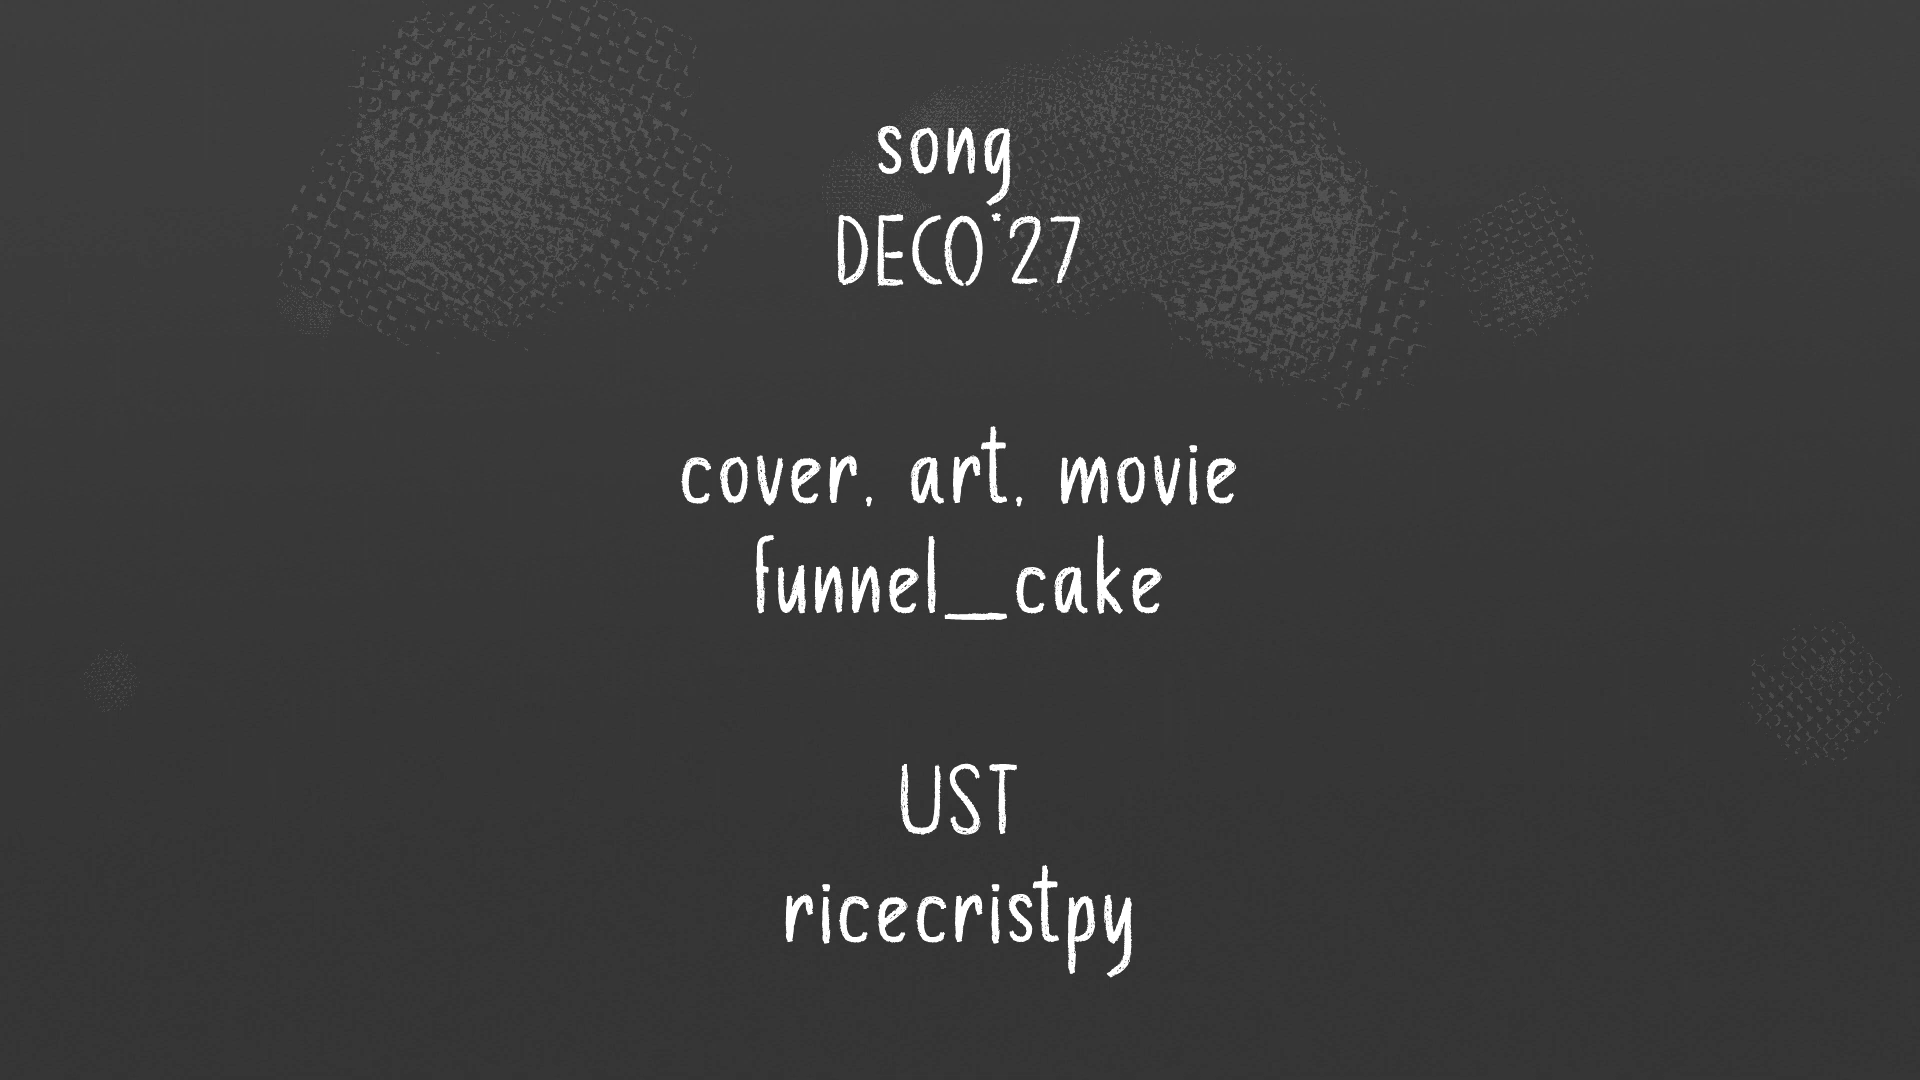 song
DECO*27
cover, art, movie
funnel_cake
UST
ricecristpy